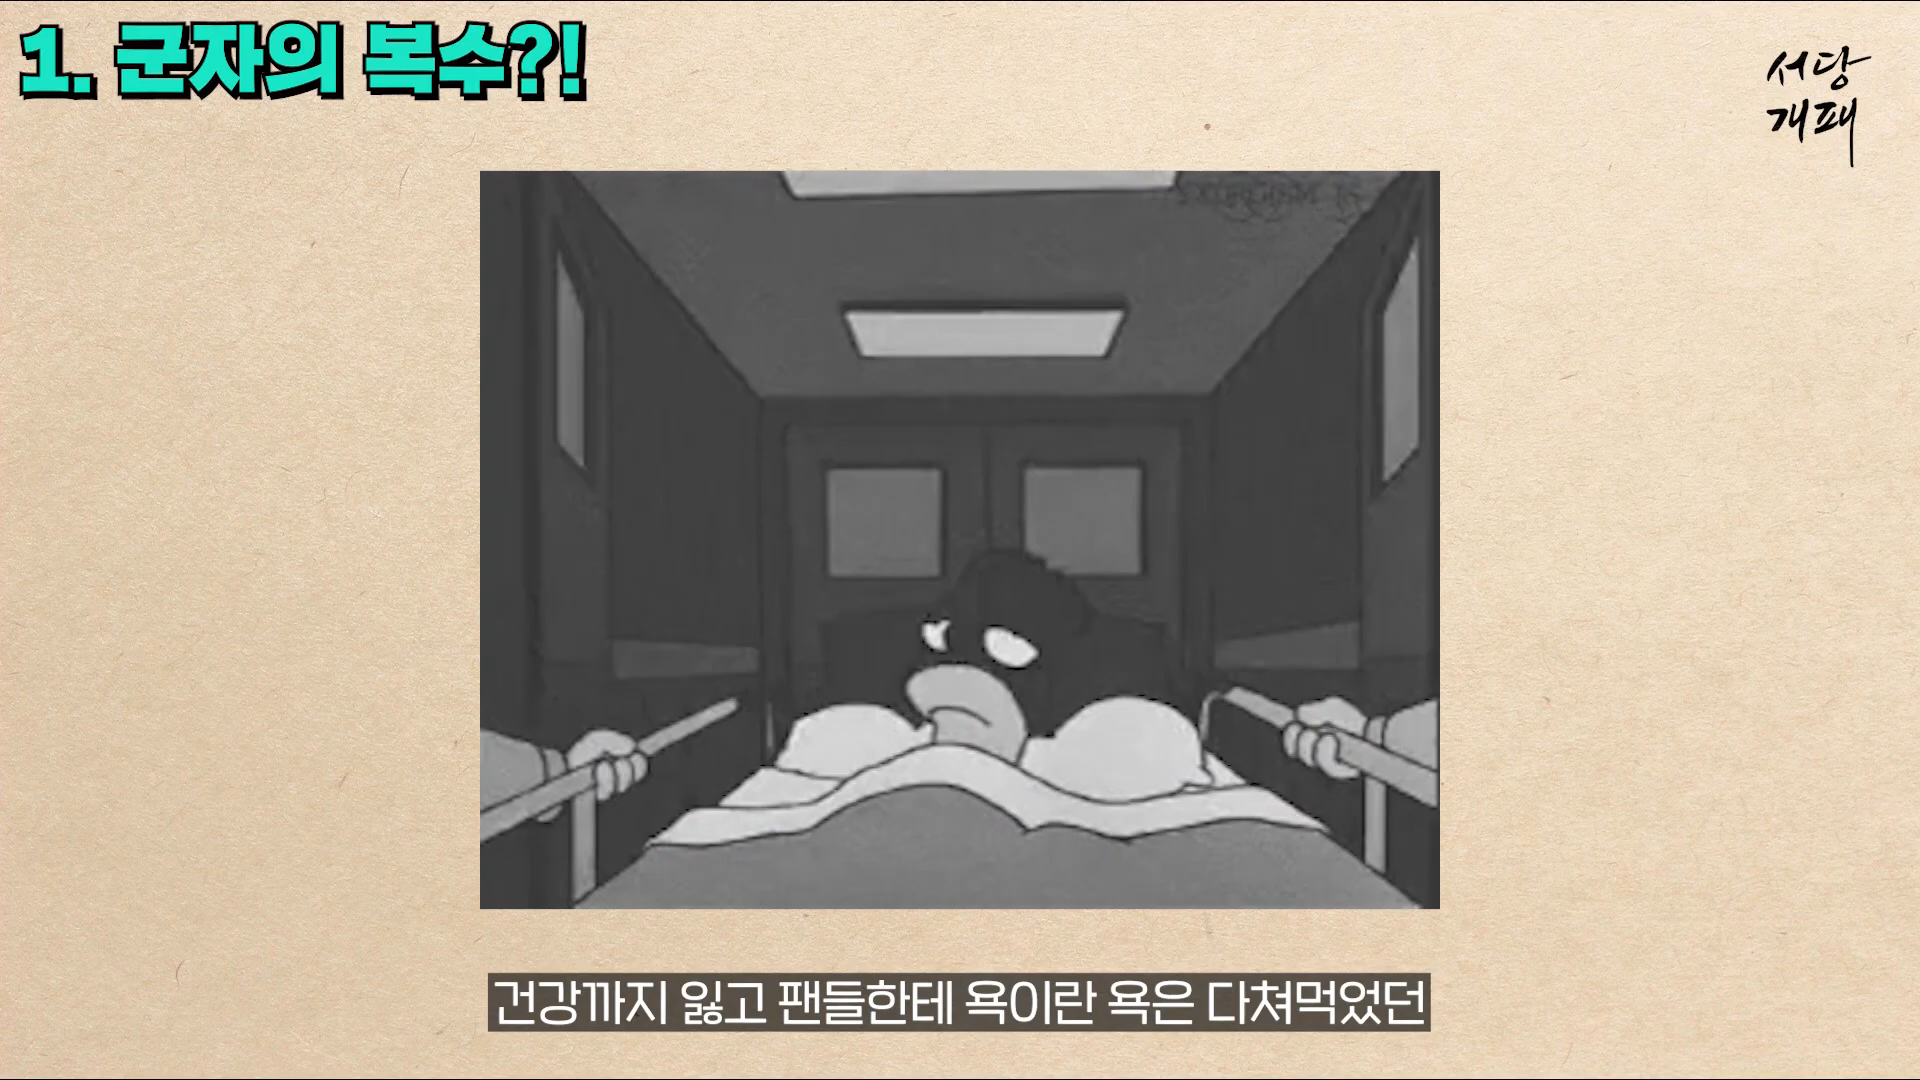 1. 군자의 복수?!
서당
개패
건강까지 잃고 팬들한테 욕이란 욕은 다쳐먹었던